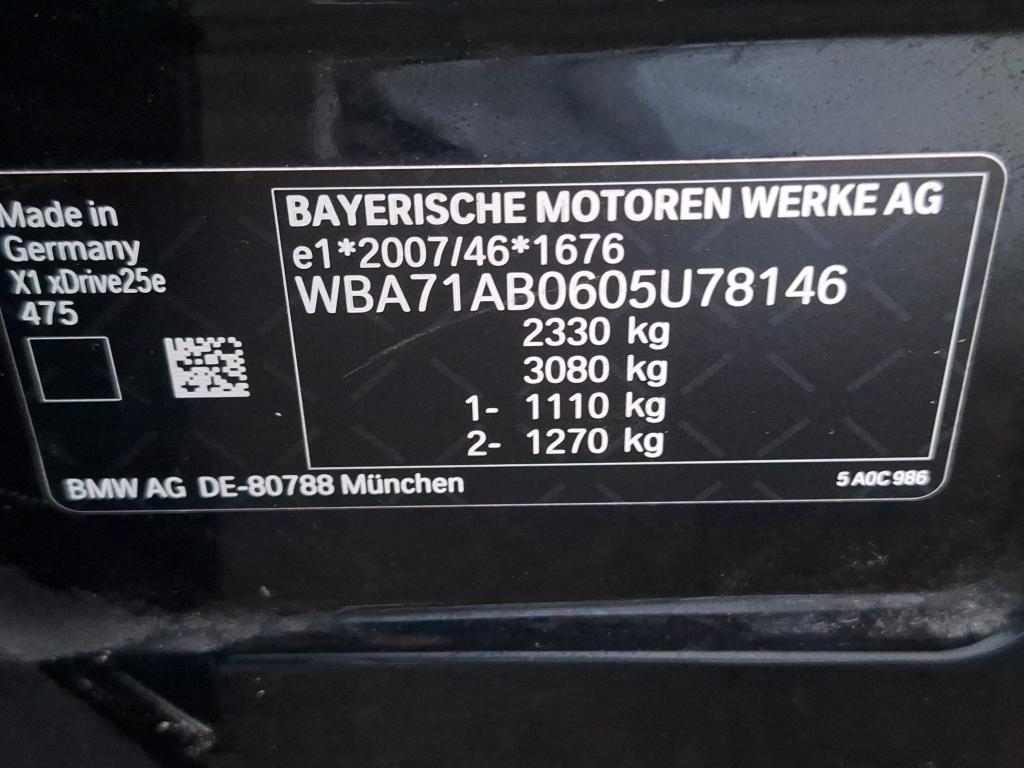 Made in
Germany
X1 xDrive25e
475
BAYERISCHE MOTOREN WERKE AG
e1*2007/46*1676
WBA71AB0605U78146
2330 kg
3080 kg
1- 1110 kg
2- 1270 kg
BMW AG DE-80788 München
5 A0C 986